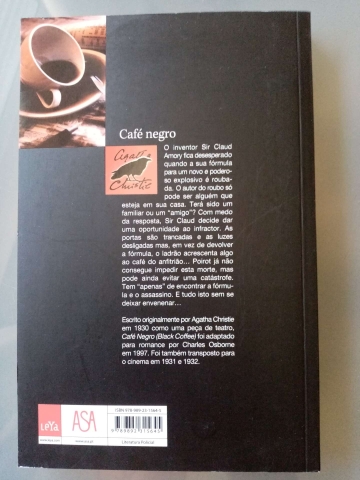 Café negro
Agatha
Christie
O inventor Sir Claud
Amory fica desesperado
quando a sua fórmula
para um novo e podero-
so explosivo é rouba-
da. O autor do roubo só
pode ser alguém que
esteja em sua casa. Terá sido um
familiar ou um “amigo”? Com medo
da resposta, Sir Claud decide dar
uma oportunidade ao infractor. As
portas são trancadas e as luzes
desligadas mas, em vez de devolver
a fórmula, o ladrão acrescenta algo
ao café do anfitrião... Poirot já não
consegue impedir esta morte, mas
pode ainda evitar uma catástrofe.
Tem “apenas” de encontrar a fórmu-
la e o assassino. E tudo isto sem se
deixar envenenar...
Escrito originalmente por Agatha Christie
em 1930 como uma peça de teatro,
Café Negro (Black Coffee) foi adaptado
para romance por Charles Osborne
em 1997. Foi também transposto para
o cinema em 1931 e 1932.
LeYa
ASA